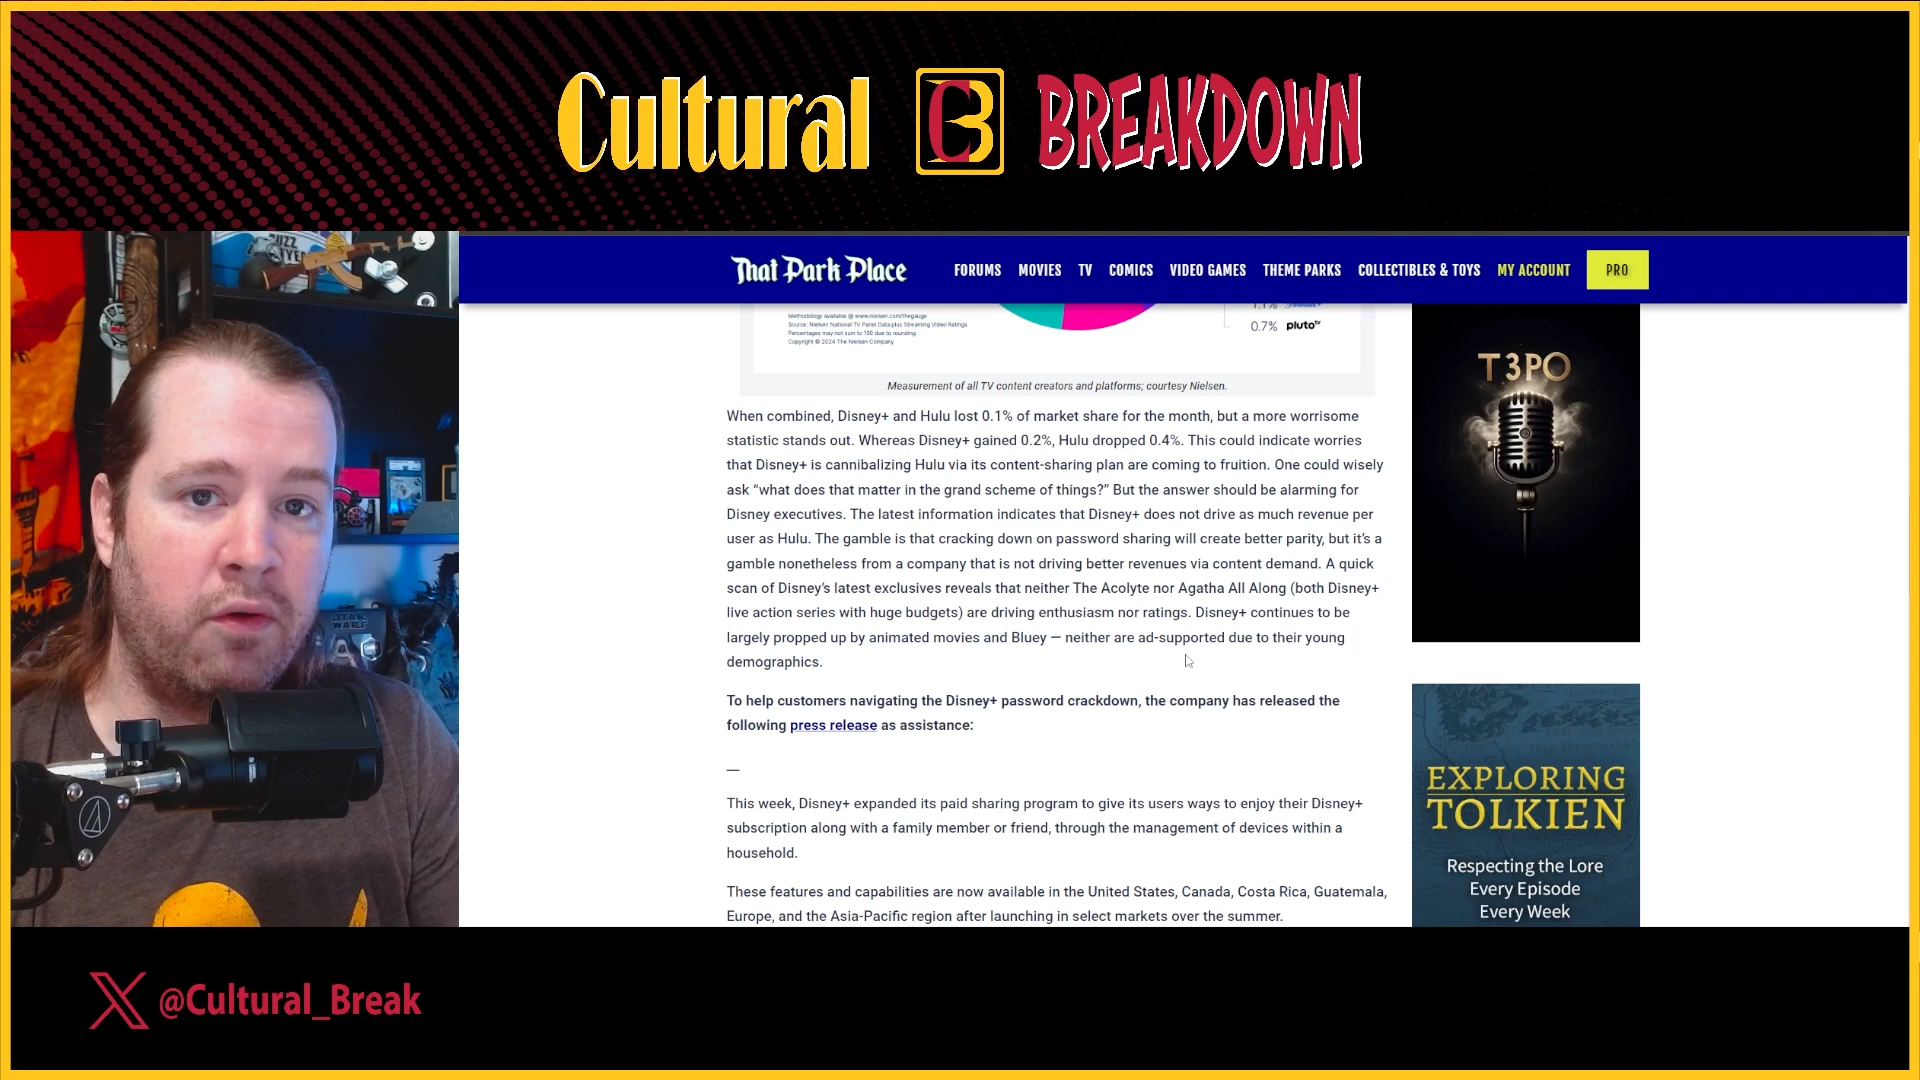 Cultural CB BREAKDOWN
BUZZ
STAR
WARS
That Park Place
FORUMS MOVIES TV COMICS VIDEO GAMES THEME PARKS COLLECTIBLES & TOYS MY ACCOUNT PRO
Methodology available @ www.nielsen.com/thegauge
Source: Nielsen National TV Panel Data plus Streaming Video Ratings
Percentages may not sum to 100 due to rounding
Copyright © 2024 The Nielsen Company
1.1%
0.7% pluto tv
Measurement of all TV content creators and platforms; courtesy Nielsen.
When combined, Disney+ and Hulu lost 0.1% of market share for the month, but a more worrisome
statistic stands out. Whereas Disney+ gained 0.2%, Hulu dropped 0.4%. This could indicate worries
that Disney+ is cannibalizing Hulu via its content-sharing plan are coming to fruition. One could wisely
ask “what does that matter in the grand scheme of things?” But the answer should be alarming for
Disney executives. The latest information indicates that Disney+ does not drive as much revenue per
user as Hulu. The gamble is that cracking down on password sharing will create better parity, but it’s a
gamble nonetheless from a company that is not driving better revenues via content demand. A quick
scan of Disney’s latest exclusives reveals that neither The Acolyte nor Agatha All Along (both Disney+
live action series with huge budgets) are driving enthusiasm nor ratings. Disney+ continues to be
largely propped up by animated movies and Bluey — neither are ad-supported due to their young
demographics.
To help customers navigating the Disney+ password crackdown, the company has released the
following press release as assistance:
—
This week, Disney+ expanded its paid sharing program to give its users ways to enjoy their Disney+
subscription along with a family member or friend, through the management of devices within a
household.
These features and capabilities are now available in the United States, Canada, Costa Rica, Guatemala,
Europe, and the Asia-Pacific region after launching in select markets over the summer.
T3PO
EXPLORING
TOLKIEN
Respecting the Lore
Every Episode
Every Week
X @Cultural_Break